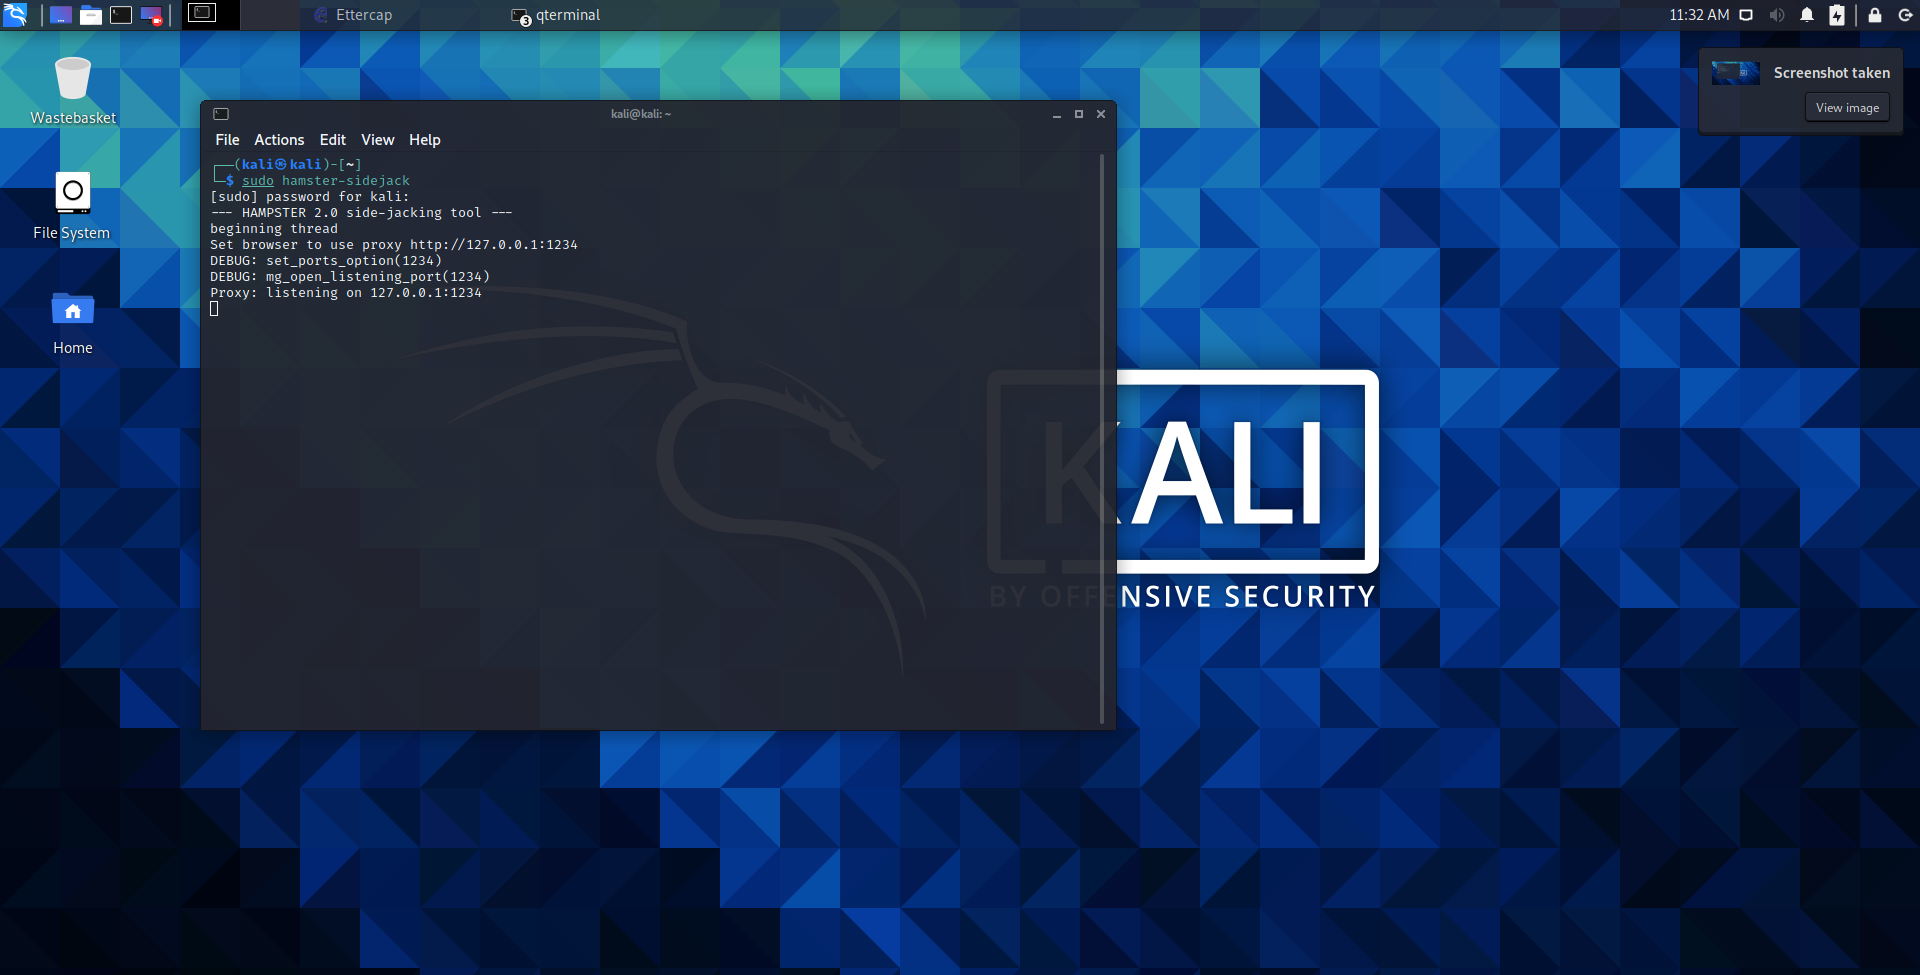 Ettercap
3 qterminal
11:32 AM
Screenshot taken
View image
Wastebasket
File System
Home
kali@kali: ~
File Actions Edit View Help
┌──(kali㉿kali)-[~]
└─$ sudo hamster-sidejack
[sudo] password for kali:
--- HAMPSTER 2.0 side-jacking tool ---
beginning thread
Set browser to use proxy http://127.0.0.1:1234
DEBUG: set_ports_option(1234)
DEBUG: mg_open_listening_port(1234)
Proxy: listening on 127.0.0.1:1234
KALI
BY OFFENSIVE SECURITY